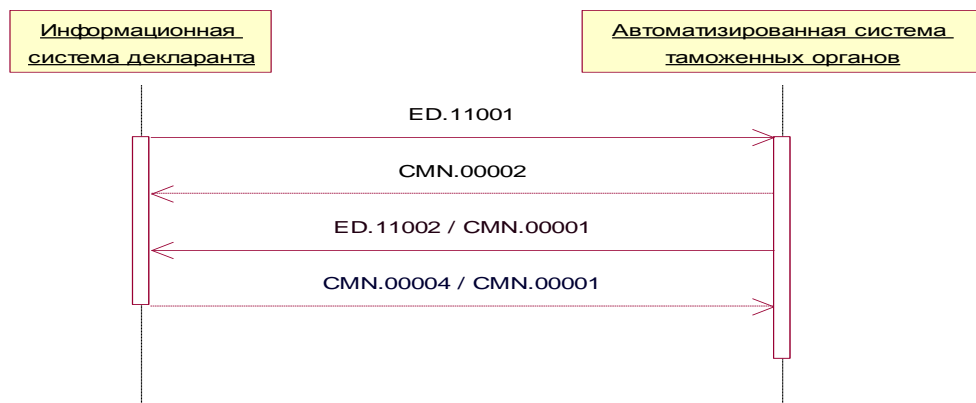 Информационная
система декларанта
Автоматизированная система
таможенных органов
ED.11001
CMN.00002
ED.11002 / CMN.00001
CMN.00004 / CMN.00001